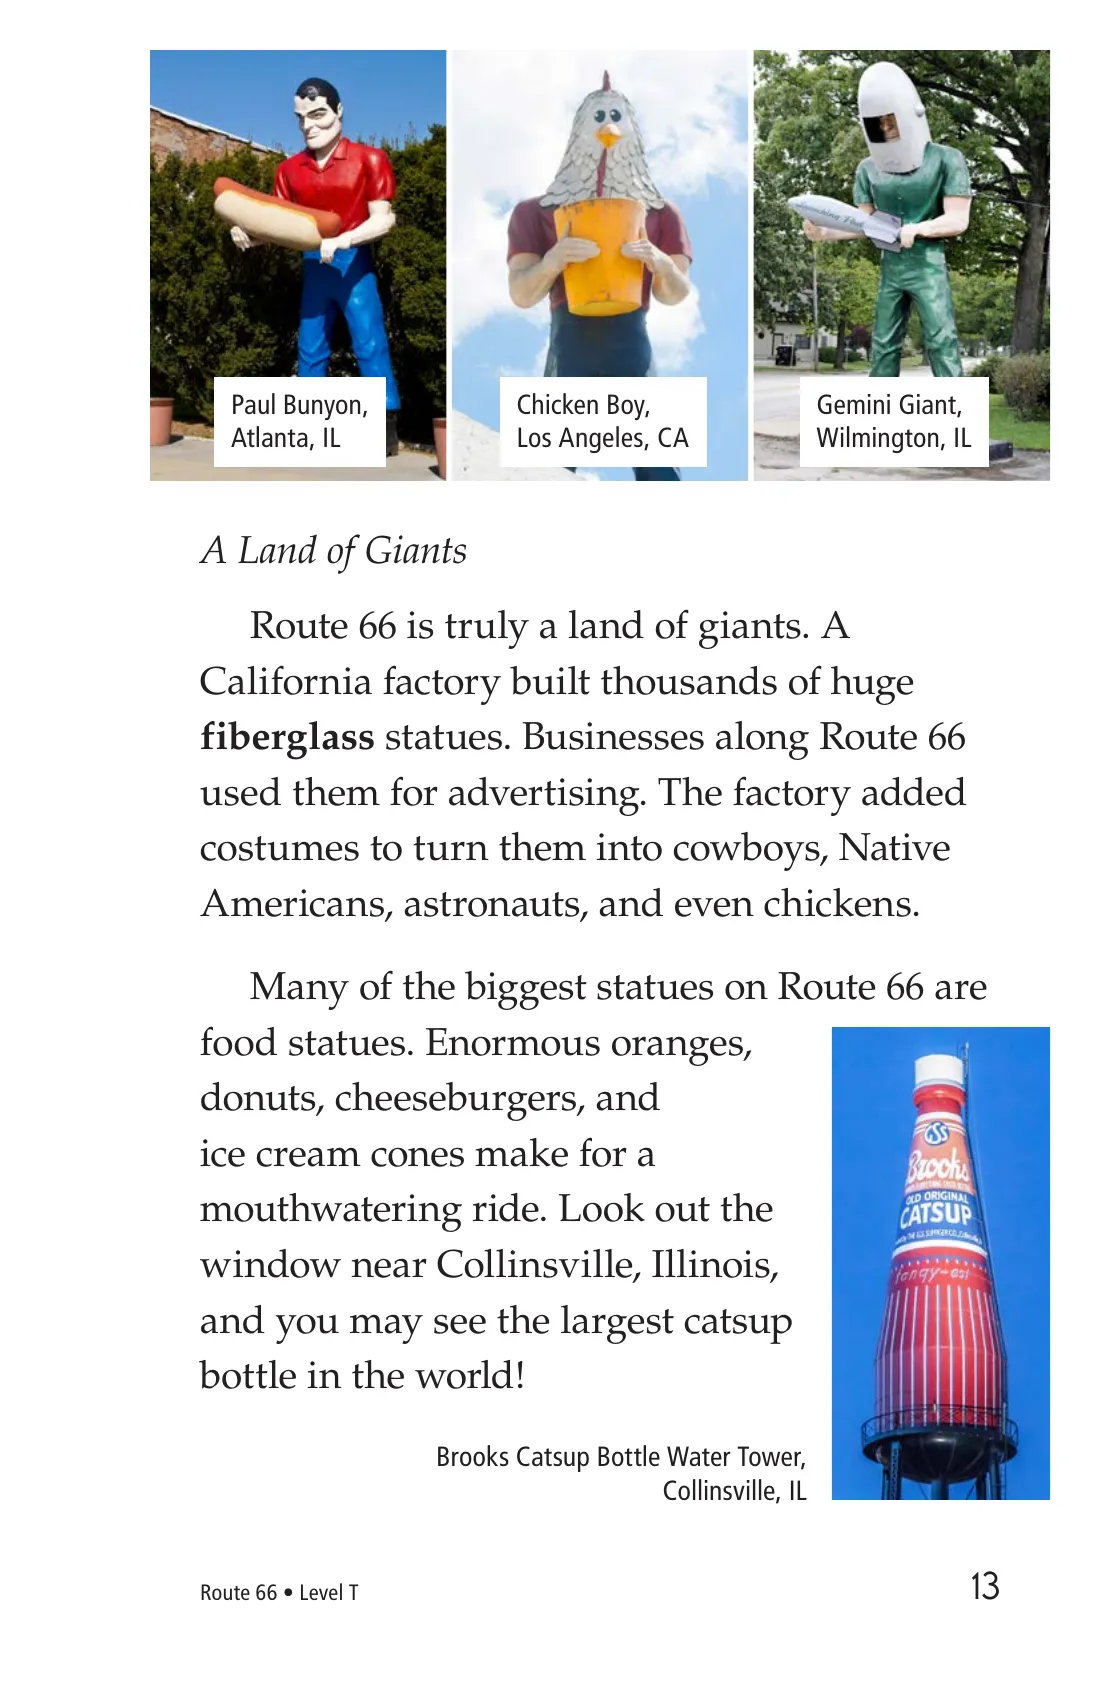 Paul Bunyon,
Atlanta, IL
Chicken Boy,
Los Angeles, CA
Gemini Giant,
Wilmington, IL
A Land of Giants
Route 66 is truly a land of giants. A
California factory built thousands of huge
fiberglass statues. Businesses along Route 66
used them for advertising. The factory added
costumes to turn them into cowboys, Native
Americans, astronauts, and even chickens.
Many of the biggest statues on Route 66 are
food statues. Enormous oranges,
donuts, cheeseburgers, and
ice cream cones make for a
mouthwatering ride. Look out the
window near Collinsville, Illinois,
and you may see the largest catsup
bottle in the world!
GSS
Brooks
OLD ORIGINAL
CATSUP
Brooks Catsup Bottle Water Tower,
Collinsville, IL
Route 66 • Level T
13